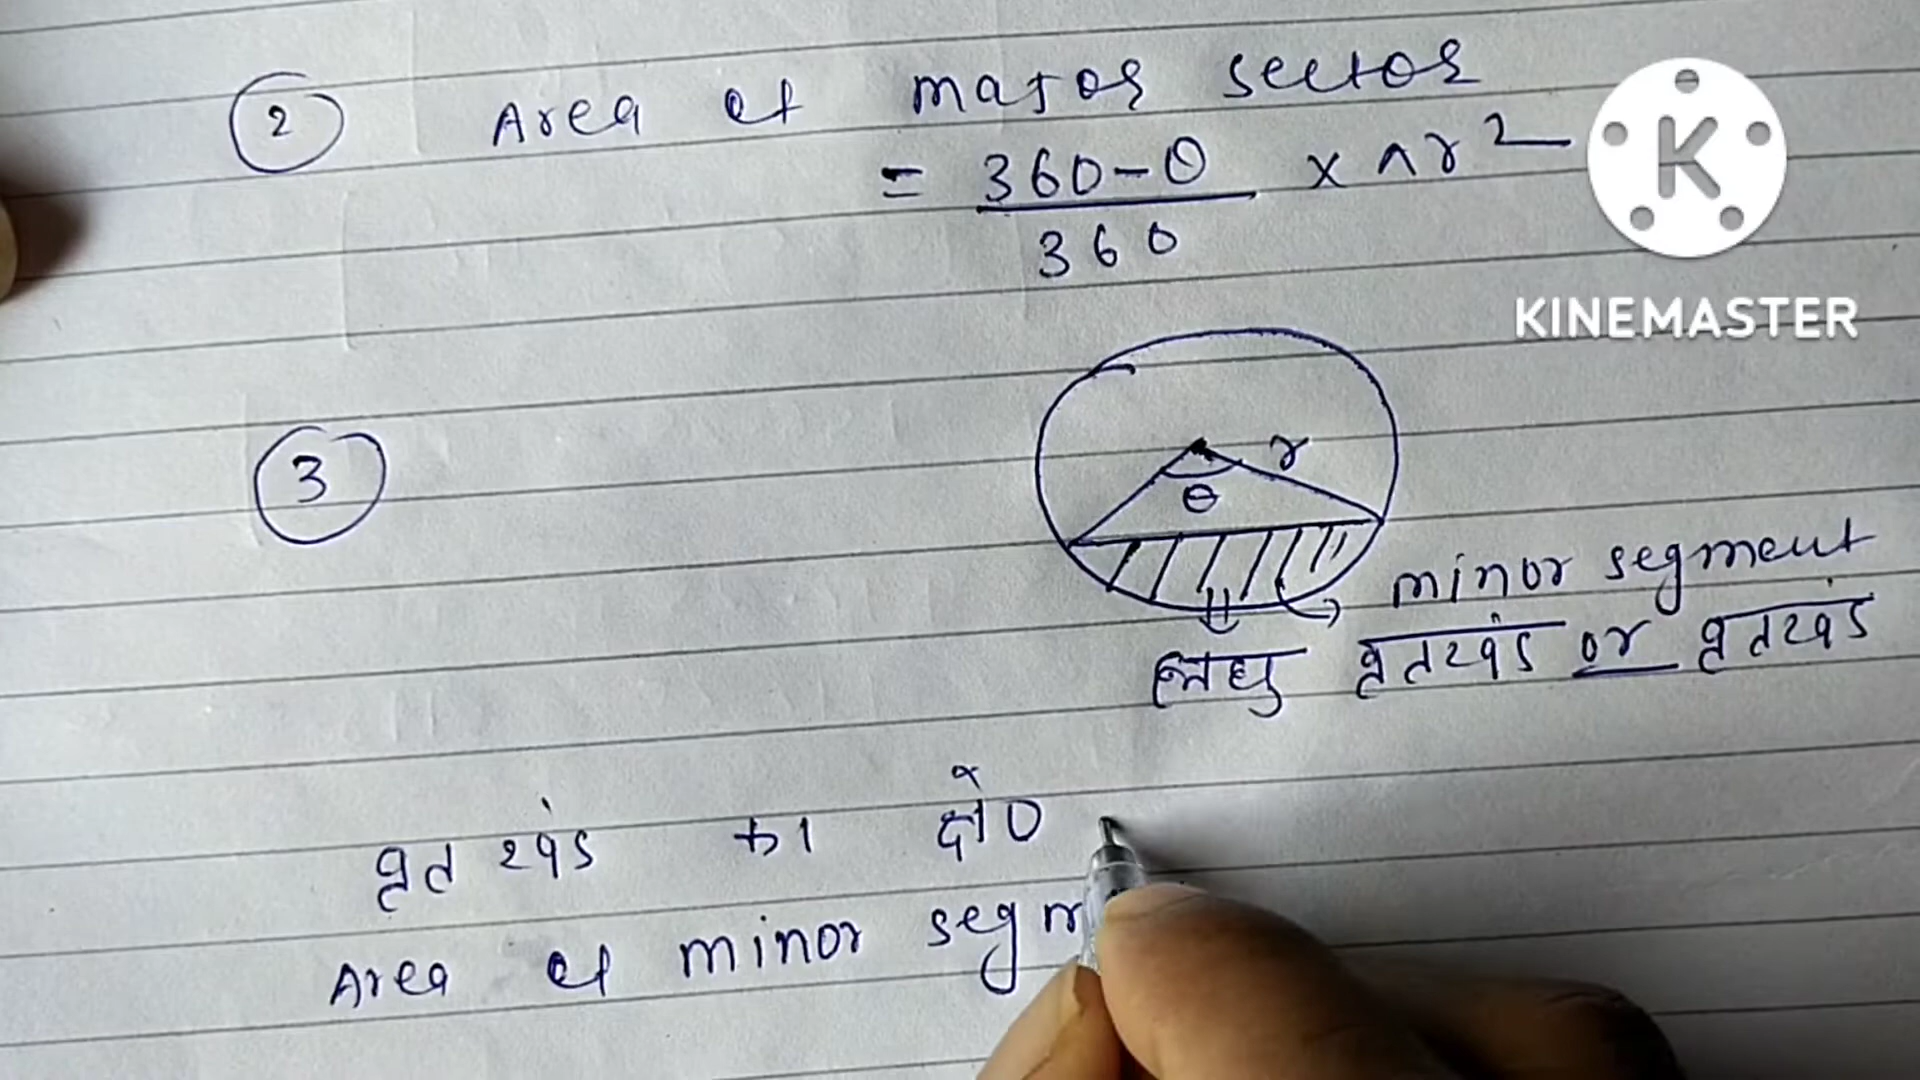 2 Area of major sector
= 360-θ / 360 x πr2
KINEMASTER
3
r
θ
minor segment
लघु वृतखंड or वृतखंड
वृत खंड का क्षे०
Area of minor segm